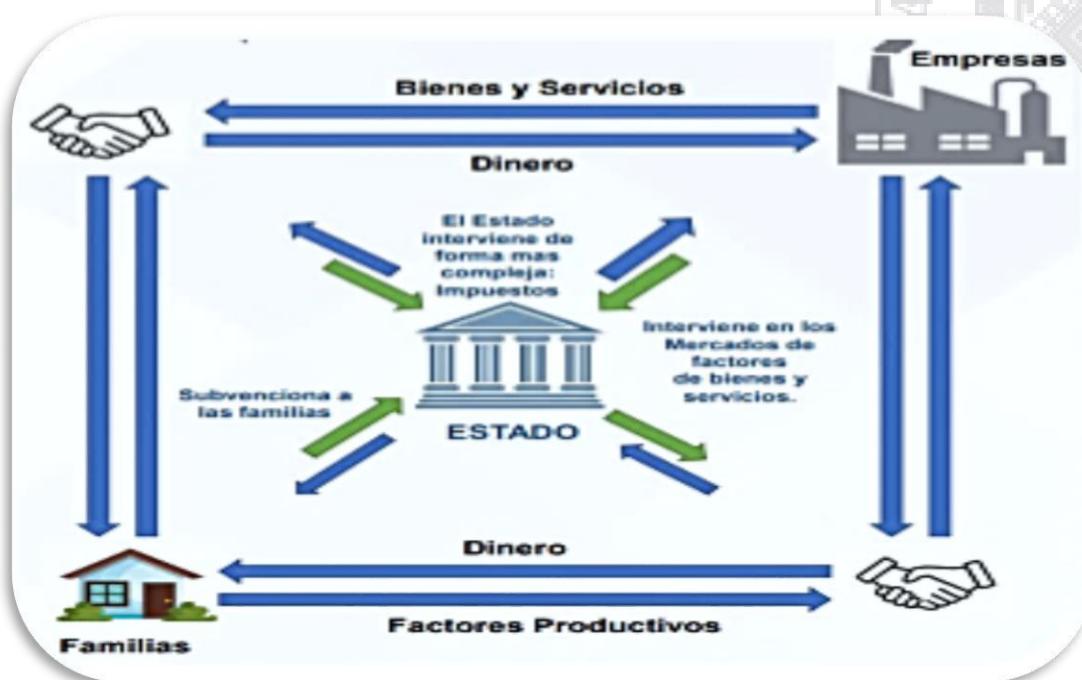 Empresas
Bienes y Servicios
Dinero
El Estado
interviene de
forma mas
compleja:
Impuestos
Interviene en los
Mercados de
factores
de bienes y
servicios.
Subvenciona a
las familias
ESTADO
Dinero
Factores Productivos
Familias